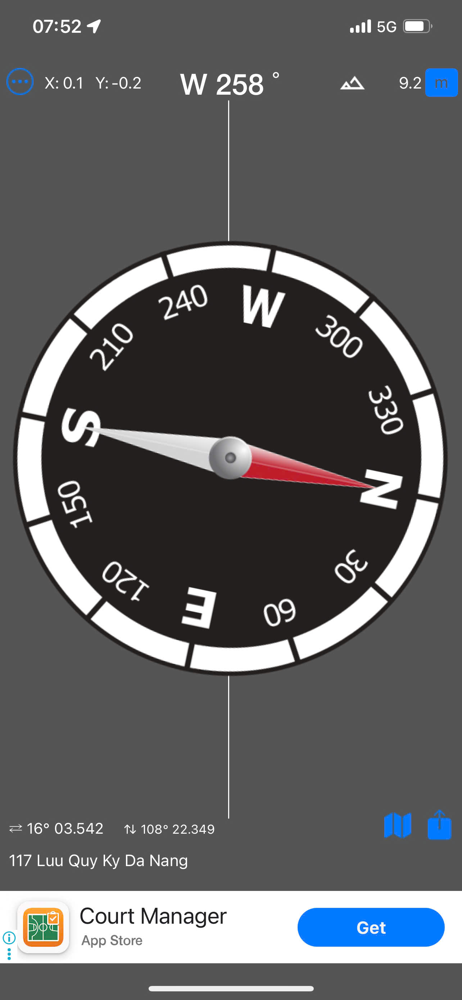 07:52 5G
X: 0.1 Y: -0.2 W 258 ° 9.2 m
240 W 300
210 330
S N
150 30
120 E 60
16° 03.542 108° 22.349
117 Luu Quy Ky Da Nang
Court Manager
App Store
Get